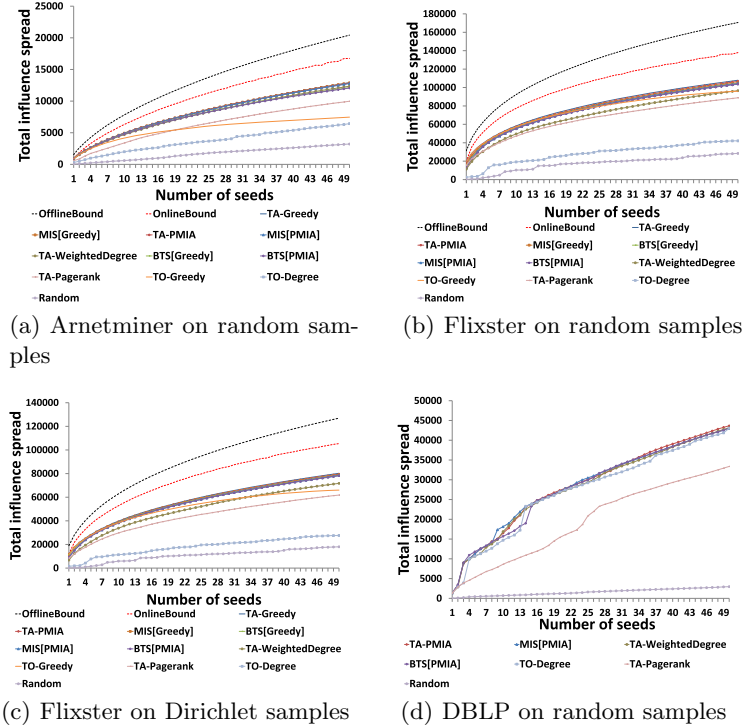 25000
20000
15000
10000
5000
0
Total influence spread
1 4 7 10 13 16 19 22 25 28 31 34 37 40 43 46 49
Number of seeds
OfflineBound OnlineBound TA-Greedy
MIS[Greedy] TA-PMIA MIS[PMIA]
TA-WeightedDegree BTS[Greedy] BTS[PMIA]
TA-Pagerank TO-Greedy TO-Degree
Random
(a) Arnetminer on random sam-
ples
180000
160000
140000
120000
100000
80000
60000
40000
20000
0
Total influence spread
1 4 7 10 13 16 19 22 25 28 31 34 37 40 43 46 49
Number of seeds
OfflineBound OnlineBound TA-Greedy
TA-PMIA MIS[Greedy] BTS[Greedy]
MIS[PMIA] BTS[PMIA] TA-WeightedDegree
TO-Greedy TA-Pagerank TO-Degree
Random
(b) Flixster on random samples
140000
120000
100000
80000
60000
40000
20000
0
Total influence spread
1 4 7 10 13 16 19 22 25 28 31 34 37 40 43 46 49
Number of seeds
OfflineBound OnlineBound TA-Greedy
TA-PMIA MIS[Greedy] BTS[Greedy]
MIS[PMIA] BTS[PMIA] TA-WeightedDegree
TO-Greedy TA-Pagerank TO-Degree
Random
(c) Flixster on Dirichlet samples
50000
45000
40000
35000
30000
25000
20000
15000
10000
5000
0
Total influence spread
1 4 7 10 13 16 19 22 25 28 31 34 37 40 43 46 49
Number of seeds
TA-PMIA MIS[PMIA] TA-WeightedDegree
BTS[PMIA] TO-Degree TA-Pagerank
Random
(d) DBLP on random samples